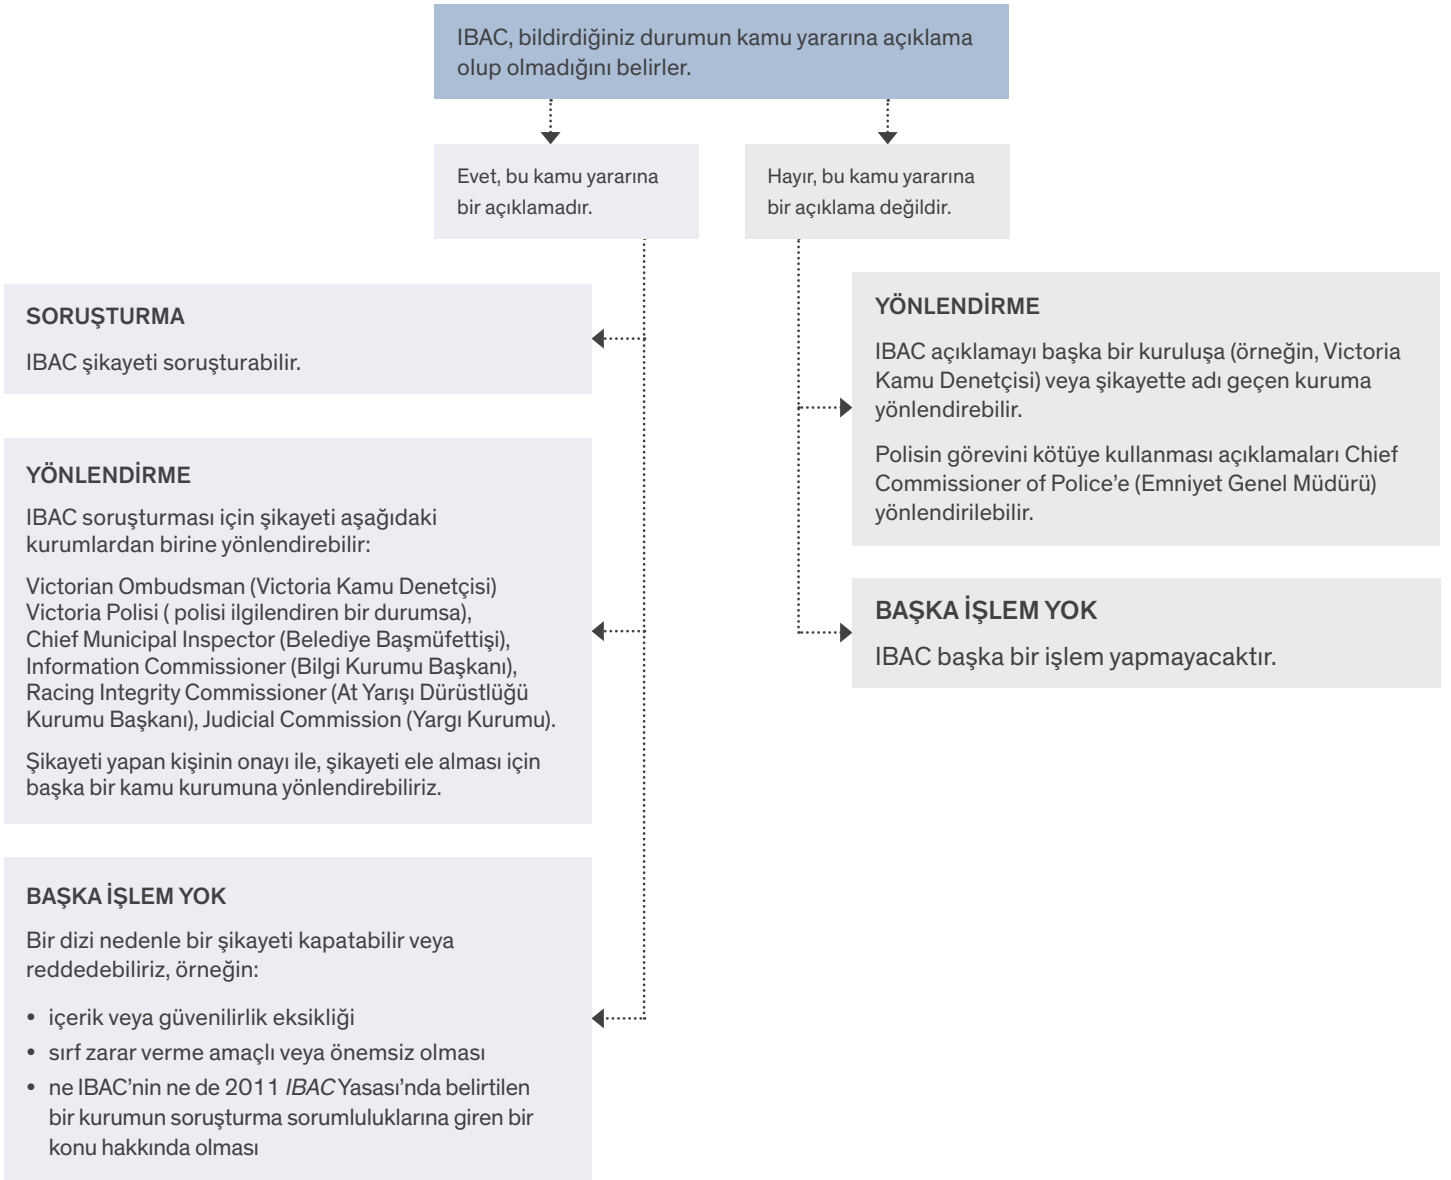 IBAC, bildirdiğiniz durumun kamu yararına açıklama
olup olmadığını belirler.
Evet, bu kamu yararına
bir açıklamadır.
Hayır, bu kamu yararına
bir açıklama değildir.
SORUŞTURMA
IBAC şikayeti soruşturabilir.
YÖNLENDİRME
IBAC soruşturması için şikayeti aşağıdaki
kurumlardan birine yönlendirebilir:
Victorian Ombudsman (Victoria Kamu Denetçisi)
Victoria Polisi ( polisi ilgilendiren bir durumsa),
Chief Municipal Inspector (Belediye Başmüfettişi),
Information Commissioner (Bilgi Kurumu Başkanı),
Racing Integrity Commissioner (At Yarışı Dürüstlüğü
Kurumu Başkanı), Judicial Commission (Yargı Kurumu).
Şikayeti yapan kişinin onayı ile, şikayeti ele alması için
başka bir kamu kurumuna yönlendirebiliriz.
BAŞKA İŞLEM YOK
Bir dizi nedenle bir şikayeti kapatabilir veya
reddedebiliriz, örneğin:
• içerik veya güvenilirlik eksikliği
• sırf zarar verme amaçlı veya önemsiz olması
• ne IBAC’nin ne de 2011 IBAC Yasası’nda belirtilen
bir kurumun soruşturma sorumluluklarına giren bir
konu hakkında olması
YÖNLENDİRME
IBAC açıklamayı başka bir kuruluşa (örneğin, Victoria
Kamu Denetçisi) veya şikayette adı geçen kuruma
yönlendirebilir.
Polisin görevini kötüye kullanması açıklamaları Chief
Commissioner of Police’e (Emniyet Genel Müdürü)
yönlendirilebilir.
BAŞKA İŞLEM YOK
IBAC başka bir işlem yapmayacaktır.